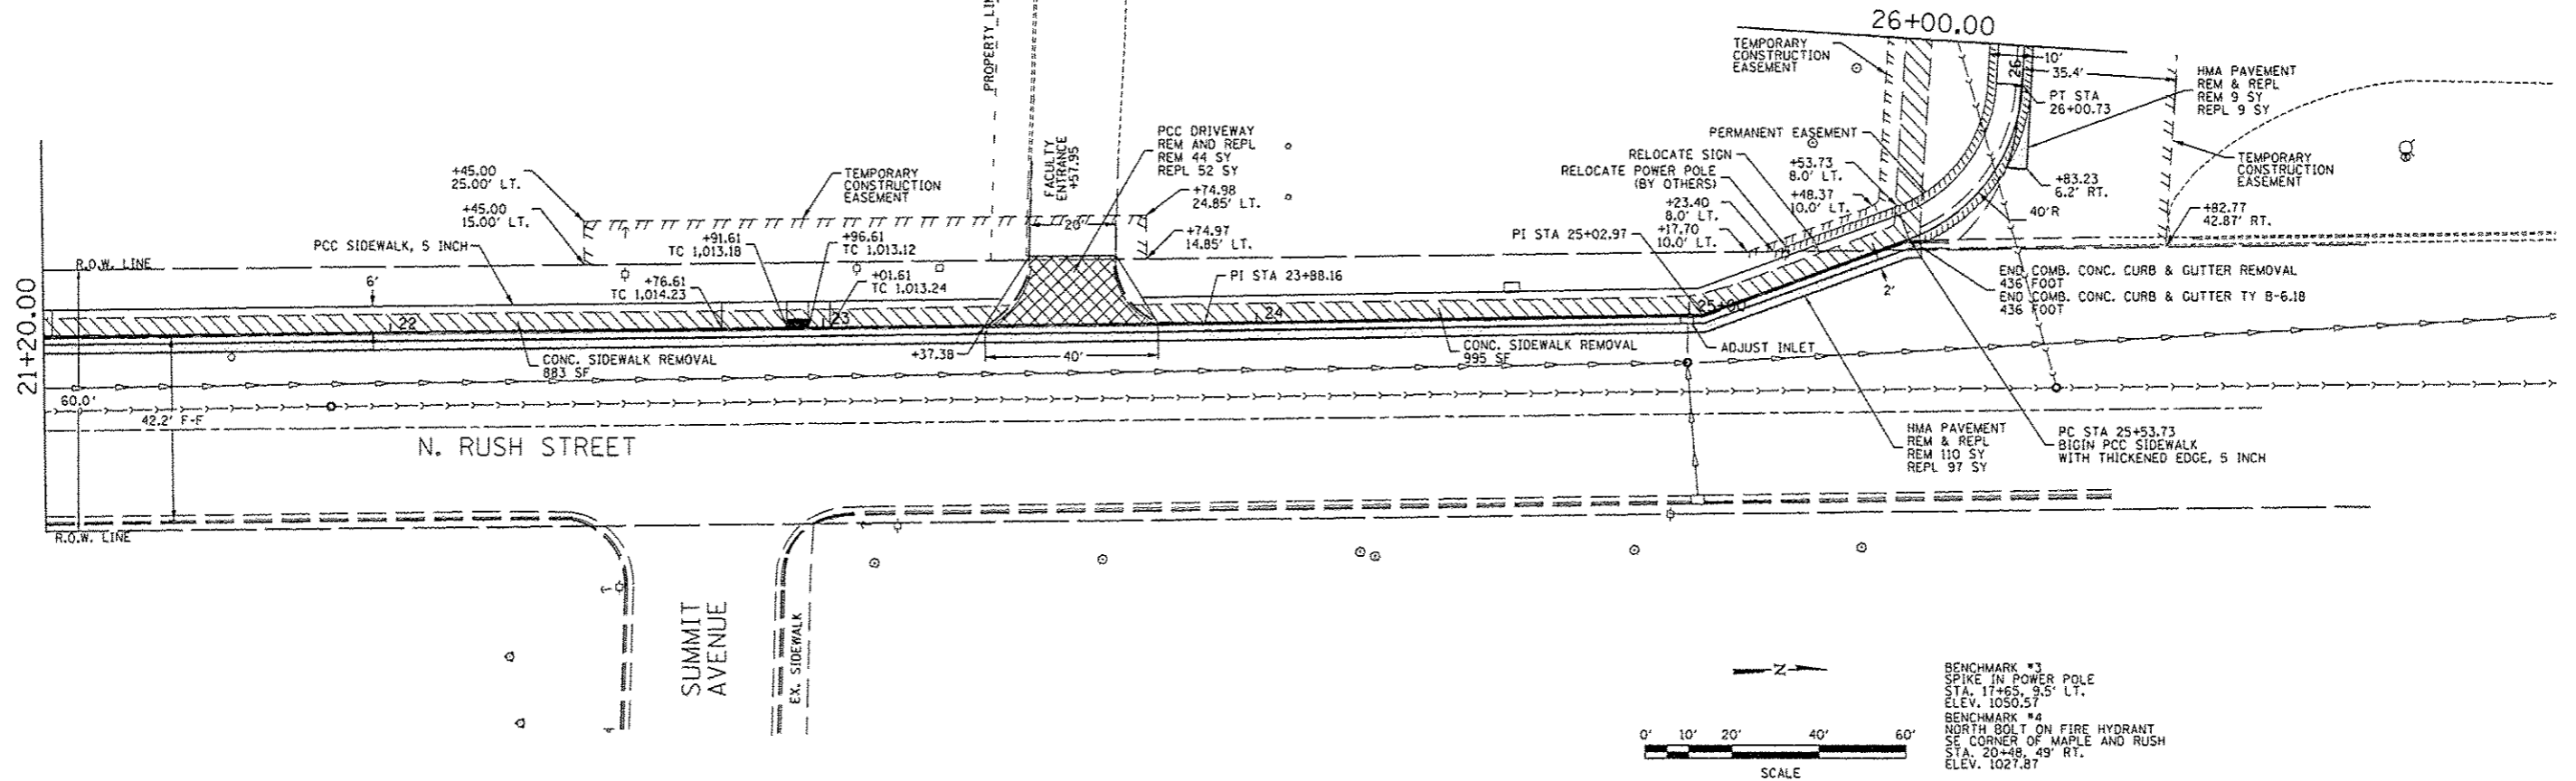 26+00.00
TEMPORARY
CONSTRUCTION
EASEMENT
10'
26
35.4'
PT STA
26+00.73
HMA PAVEMENT
REM & REPL
REM 9 SY
REPL 9 SY
PROPERTY LIN
FACULTY
ENTRANCE
+57.95
PCC DRIVEWAY
REM AND REPL
REM 44 SY
REPL 52 SY
PERMANENT EASEMENT
RELOCATE SIGN
RELOCATE POWER POLE
(BY OTHERS)
+53.73
8.0' LT.
+48.37
10.0' LT.
+23.40
8.0' LT.
+17.70
10.0' LT.
TEMPORARY
CONSTRUCTION
EASEMENT
+83.23
6.2' RT.
40'R
+82.77
42.87' RT.
+45.00
25.00' LT.
+45.00
15.00' LT.
TEMPORARY
CONSTRUCTION
EASEMENT
+74.98
24.85' LT.
20'
+74.97
14.85' LT.
PCC SIDEWALK, 5 INCH
+91.61
TC 1,013.18
+96.61
TC 1,013.12
PI STA 25+02.97
R.O.W. LINE
6'
+76.61
TC 1,014.23
+01.61
TC 1,013.24
PI STA 23+88.16
END COMB. CONC. CURB & GUTTER REMOVAL
436 FOOT
END COMB. CONC. CURB & GUTTER TY B-6.18
436 FOOT
2'
21+20.00
22
23
24
25+00
CONC. SIDEWALK REMOVAL
883 SF
+37.38
40'
CONC. SIDEWALK REMOVAL
995 SF
ADJUST INLET
60.0'
42.2' F-F
N. RUSH STREET
HMA PAVEMENT
REM & REPL
REM 110 SY
REPL 97 SY
PC STA 25+53.73
BIGIN PCC SIDEWALK
WITH THICKENED EDGE, 5 INCH
R.O.W. LINE
SUMMIT
AVENUE
EX. SIDEWALK
N
0' 10' 20' 40' 60'
SCALE
BENCHMARK #3
SPIKE IN POWER POLE
STA. 17+65, 9.5' LT.
ELEV. 1050.57
BENCHMARK #4
NORTH BOLT ON FIRE HYDRANT
SE CORNER OF MAPLE AND RUSH
STA. 20+48, 49' RT.
ELEV. 1027.87